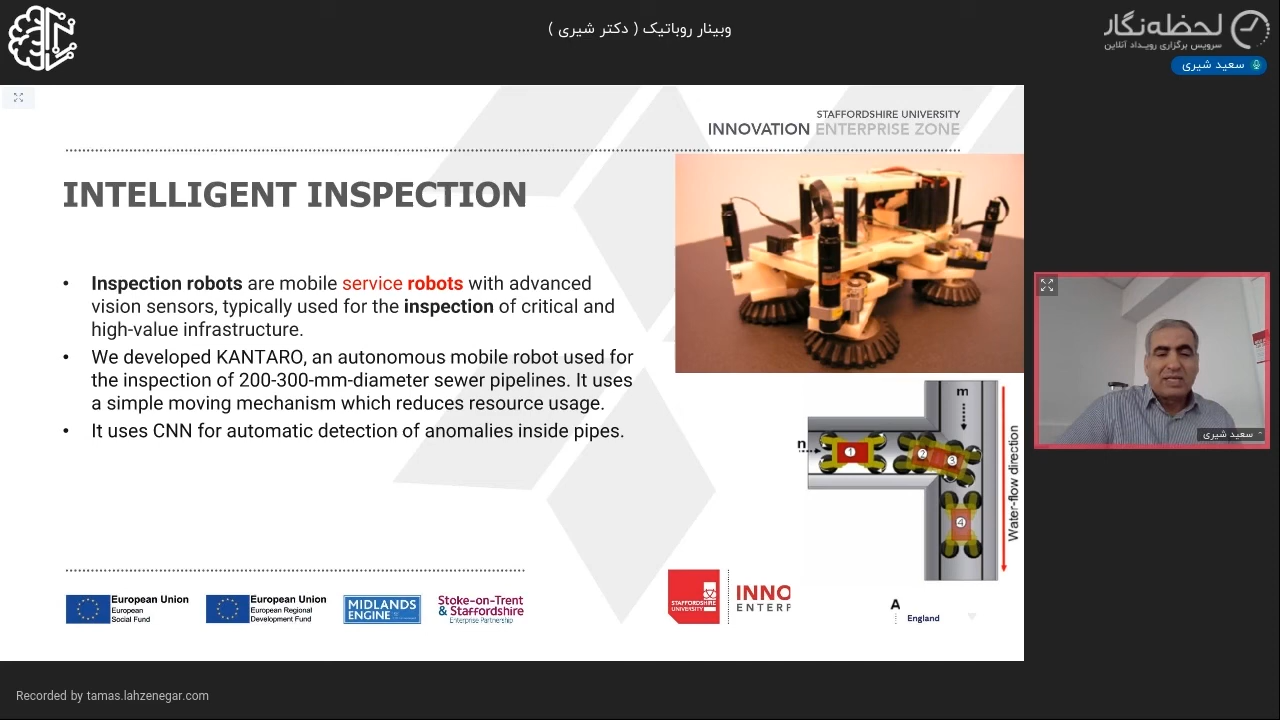 وبینار روباتیک ( دکتر شیری )
لحظه‌نگار
سرویس برگزاری رویـداد آنلاین
سعید شیری
STAFFORDSHIRE UNIVERSITY
INNOVATION ENTERPRISE ZONE
INTELLIGENT INSPECTION
• Inspection robots are mobile service robots with advanced
vision sensors, typically used for the inspection of critical and
high-value infrastructure.
• We developed KANTARO, an autonomous mobile robot used for
the inspection of 200-300-mm-diameter sewer pipelines. It uses
a simple moving mechanism which reduces resource usage.
• It uses CNN for automatic detection of anomalies inside pipes.
m
n
1
2
3
4
Water-flow direction
سعید شیری
European Union
European
Social Fund
European Union
European Regional
Development Fund
MIDLANDS
ENGINE
Stoke-on-Trent
& Staffordshire
Enterprise Partnership
STAFFORDSHIRE
UNIVERSITY
INNO
ENTERP
A
England
Recorded by tamas.lahzenegar.com